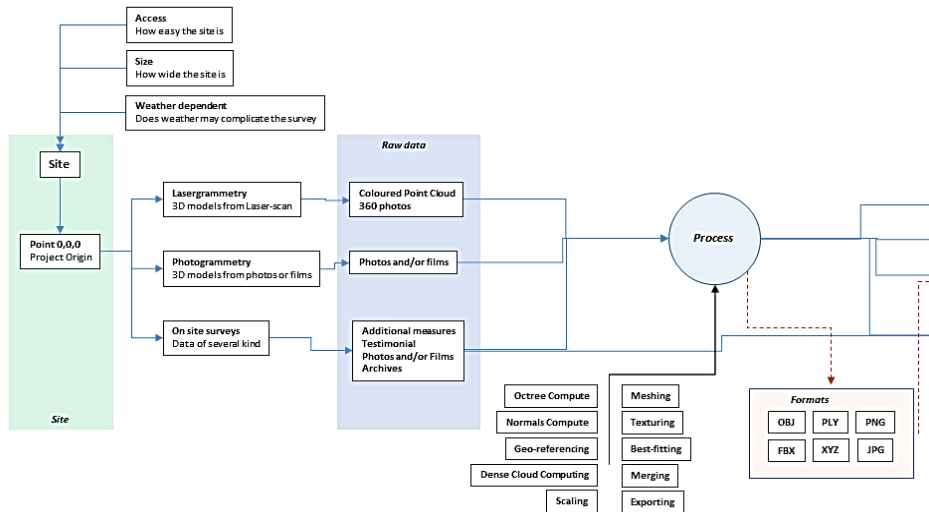 Access
How easy the site is
Size
How wide the site is
Weather dependent
Does weather may complicate the survey
Raw data
Site
Lasergrammetry
3D models from Laser-scan
Coloured Point Cloud
360 photos
Point 0,0,0
Project Origin
Process
Photogrammetry
3D models from photos or films
Photos and/or films
On site surveys
Data of several kind
Additional measures
Testimonial
Photos and/or Films
Archives
Site
Octree Compute
Normals Compute
Geo-referencing
Dense Cloud Computing
Scaling
Meshing
Texturing
Best-fitting
Merging
Exporting
Formats
OBJ
PLY
PNG
FBX
XYZ
JPG